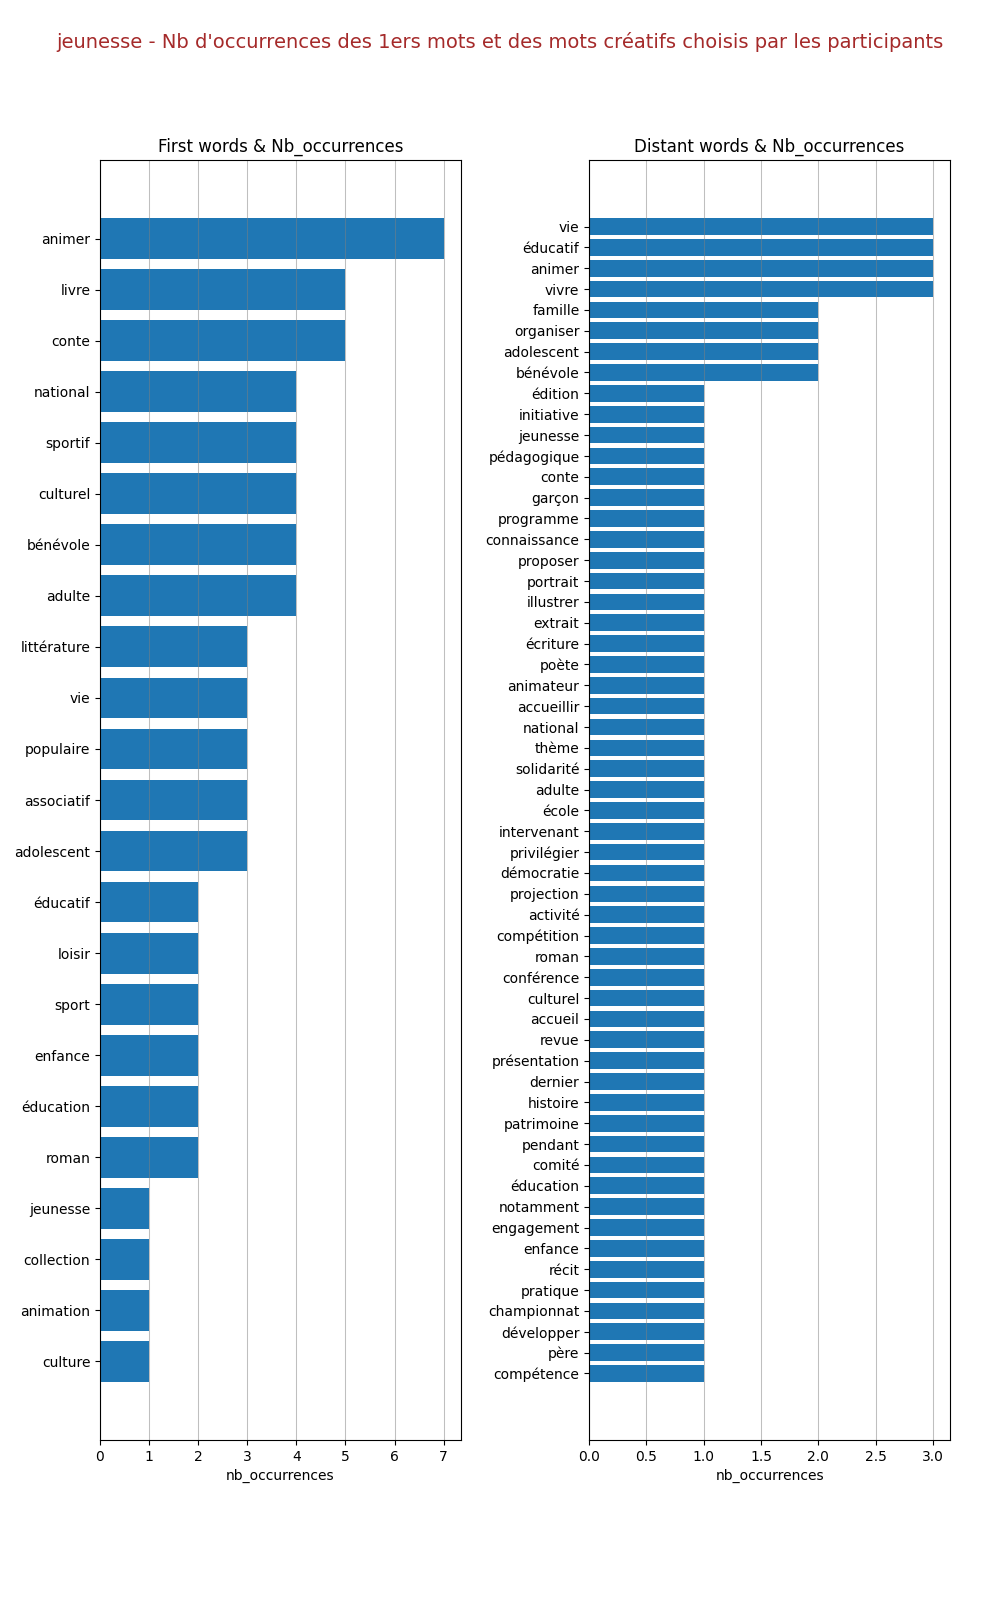 jeunesse - Nb d'occurrences des 1ers mots et des mots créatifs choisis par les participants
First words & Nb_occurrences
animer
livre
conte
national
sportif
culturel
bénévole
adulte
littérature
vie
populaire
associatif
adolescent
éducatif
loisir
sport
enfance
éducation
roman
jeunesse
collection
animation
culture
0 1 2 3 4 5 6 7
nb_occurrences
Distant words & Nb_occurrences
vie
éducatif
animer
vivre
famille
organiser
adolescent
bénévole
édition
initiative
jeunesse
pédagogique
conte
garçon
programme
connaissance
proposer
portrait
illustrer
extrait
écriture
poète
animateur
accueillir
national
thème
solidarité
adulte
école
intervenant
privilégier
démocratie
projection
activité
compétition
roman
conférence
culturel
accueil
revue
présentation
dernier
histoire
patrimoine
pendant
comité
éducation
notamment
engagement
enfance
récit
pratique
championnat
développer
père
compétence
0.0 0.5 1.0 1.5 2.0 2.5 3.0
nb_occurrences